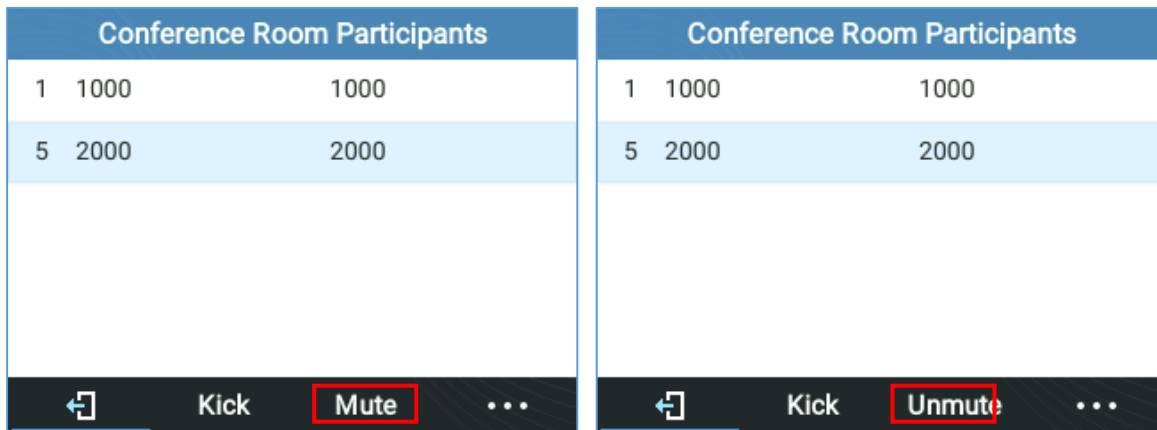 Conference Room Participants
1 1000 1000
5 2000 2000
Kick Mute ...
Conference Room Participants
1 1000 1000
5 2000 2000
Kick Unmute ...